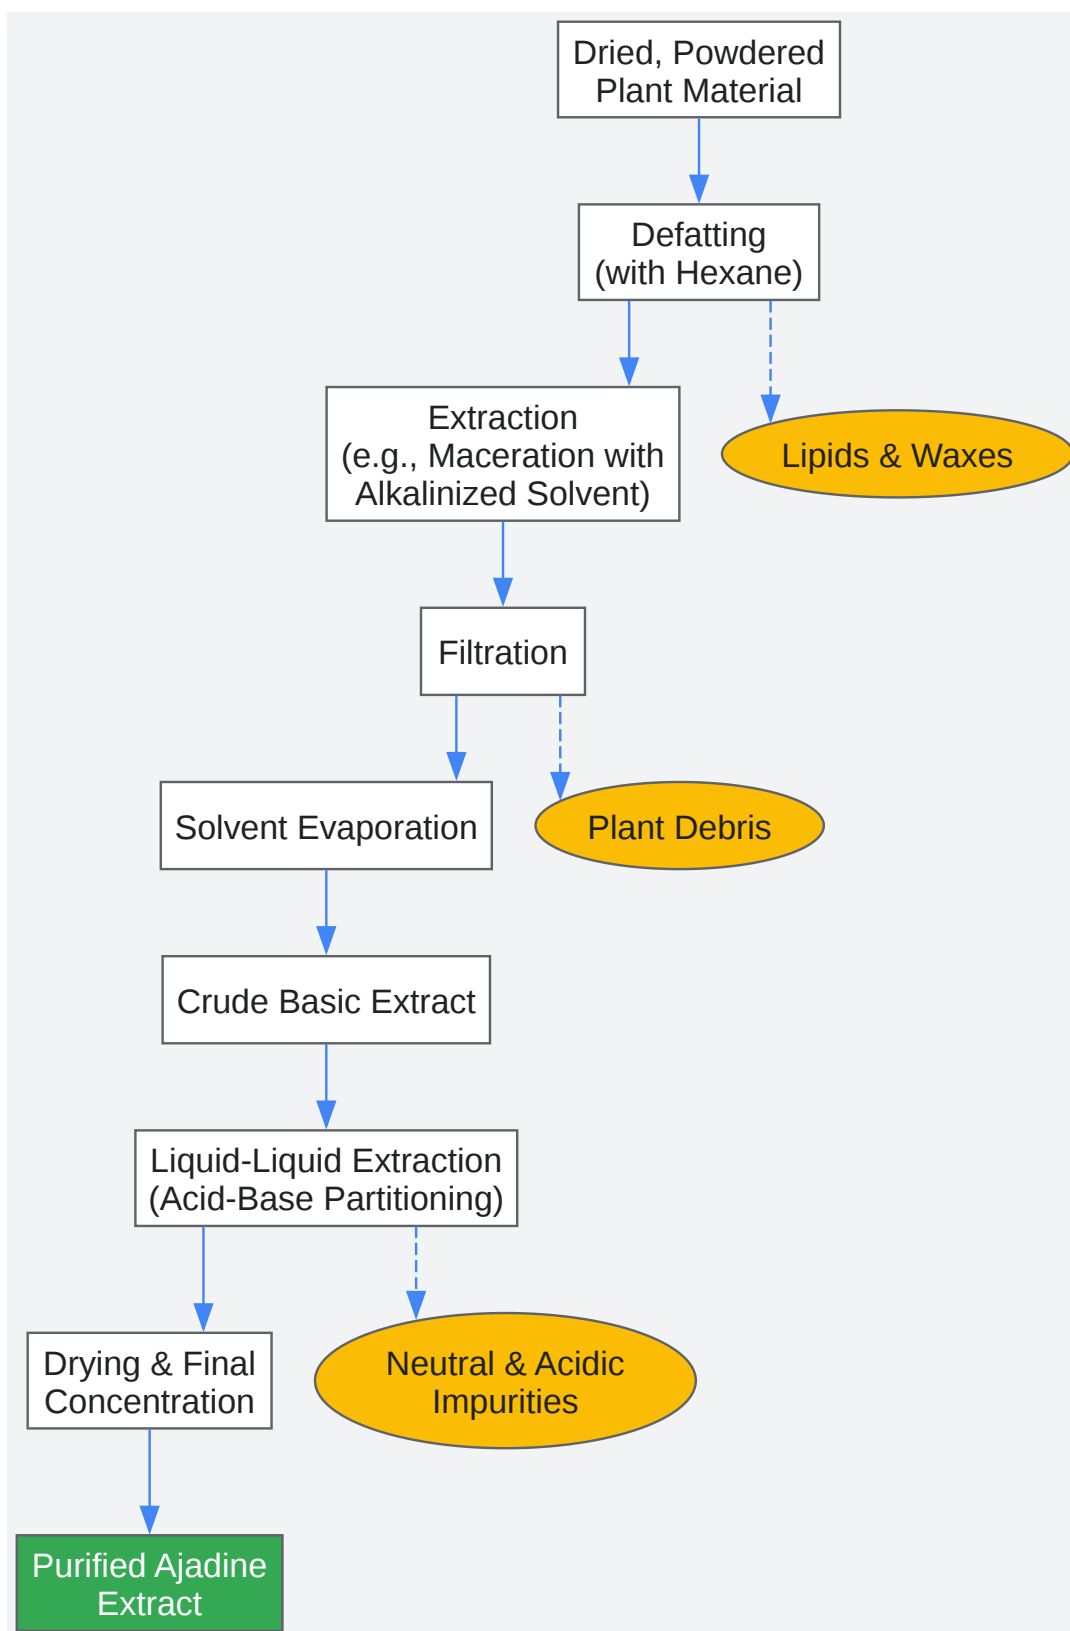 Dried, Powdered
Plant Material
Defatting
(with Hexane)
Extraction
(e.g., Maceration with
Alkalinized Solvent)
Lipids & Waxes
Filtration
Solvent Evaporation
Plant Debris
Crude Basic Extract
Liquid-Liquid Extraction
(Acid-Base Partitioning)
Drying & Final
Concentration
Neutral & Acidic
Impurities
Purified Ajadine
Extract